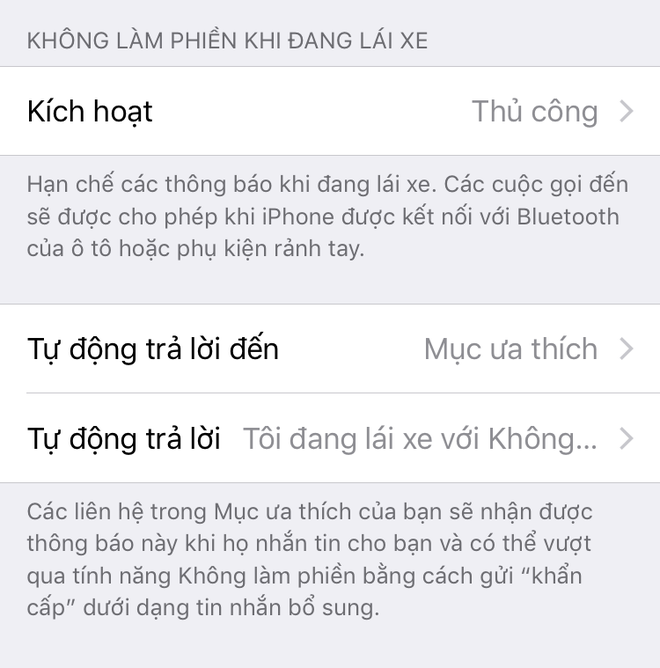 KHÔNG LÀM PHIỀN KHI ĐANG LÁI XE
Kích hoạt Thủ công
Hạn chế các thông báo khi đang lái xe. Các cuộc gọi đến
sẽ được cho phép khi iPhone được kết nối với Bluetooth
của ô tô hoặc phụ kiện rảnh tay.
Tự động trả lời đến Mục ưa thích
Tự động trả lời Tôi đang lái xe với Không...
Các liên hệ trong Mục ưa thích của bạn sẽ nhận được
thông báo này khi họ nhắn tin cho bạn và có thể vượt
qua tính năng Không làm phiền bằng cách gửi “khẩn
cấp” dưới dạng tin nhắn bổ sung.